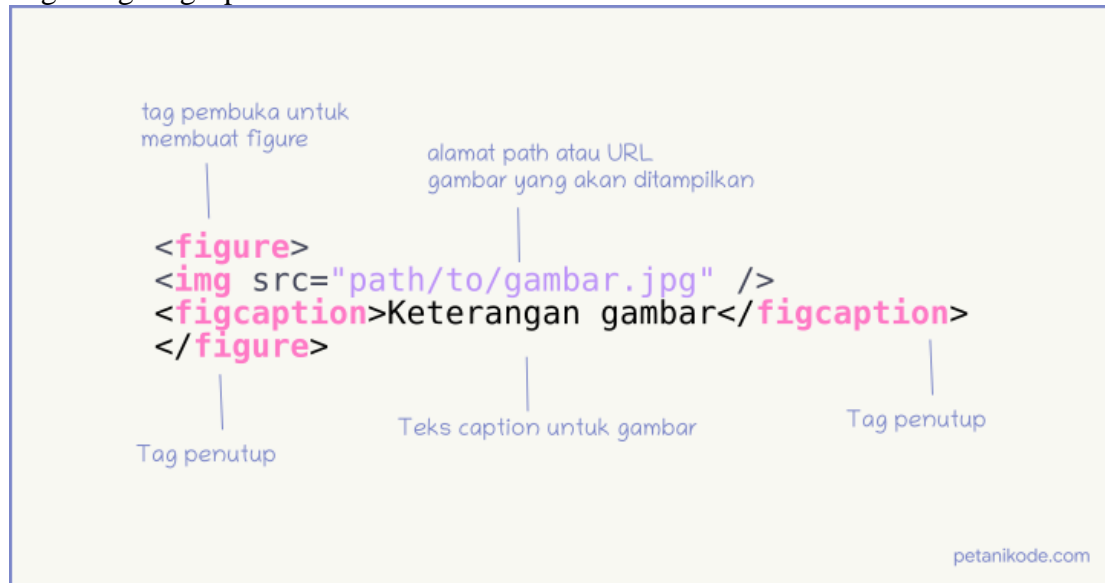 tag pembuka untuk
membuat figure
alamat path atau URL
gambar yang akan ditampilkan
<figure>
<img src="path/to/gambar.jpg" />
<figcaption>Keterangan gambar</figcaption>
</figure>
Tag penutup
Teks caption untuk gambar
Tag penutup
petanikode.com